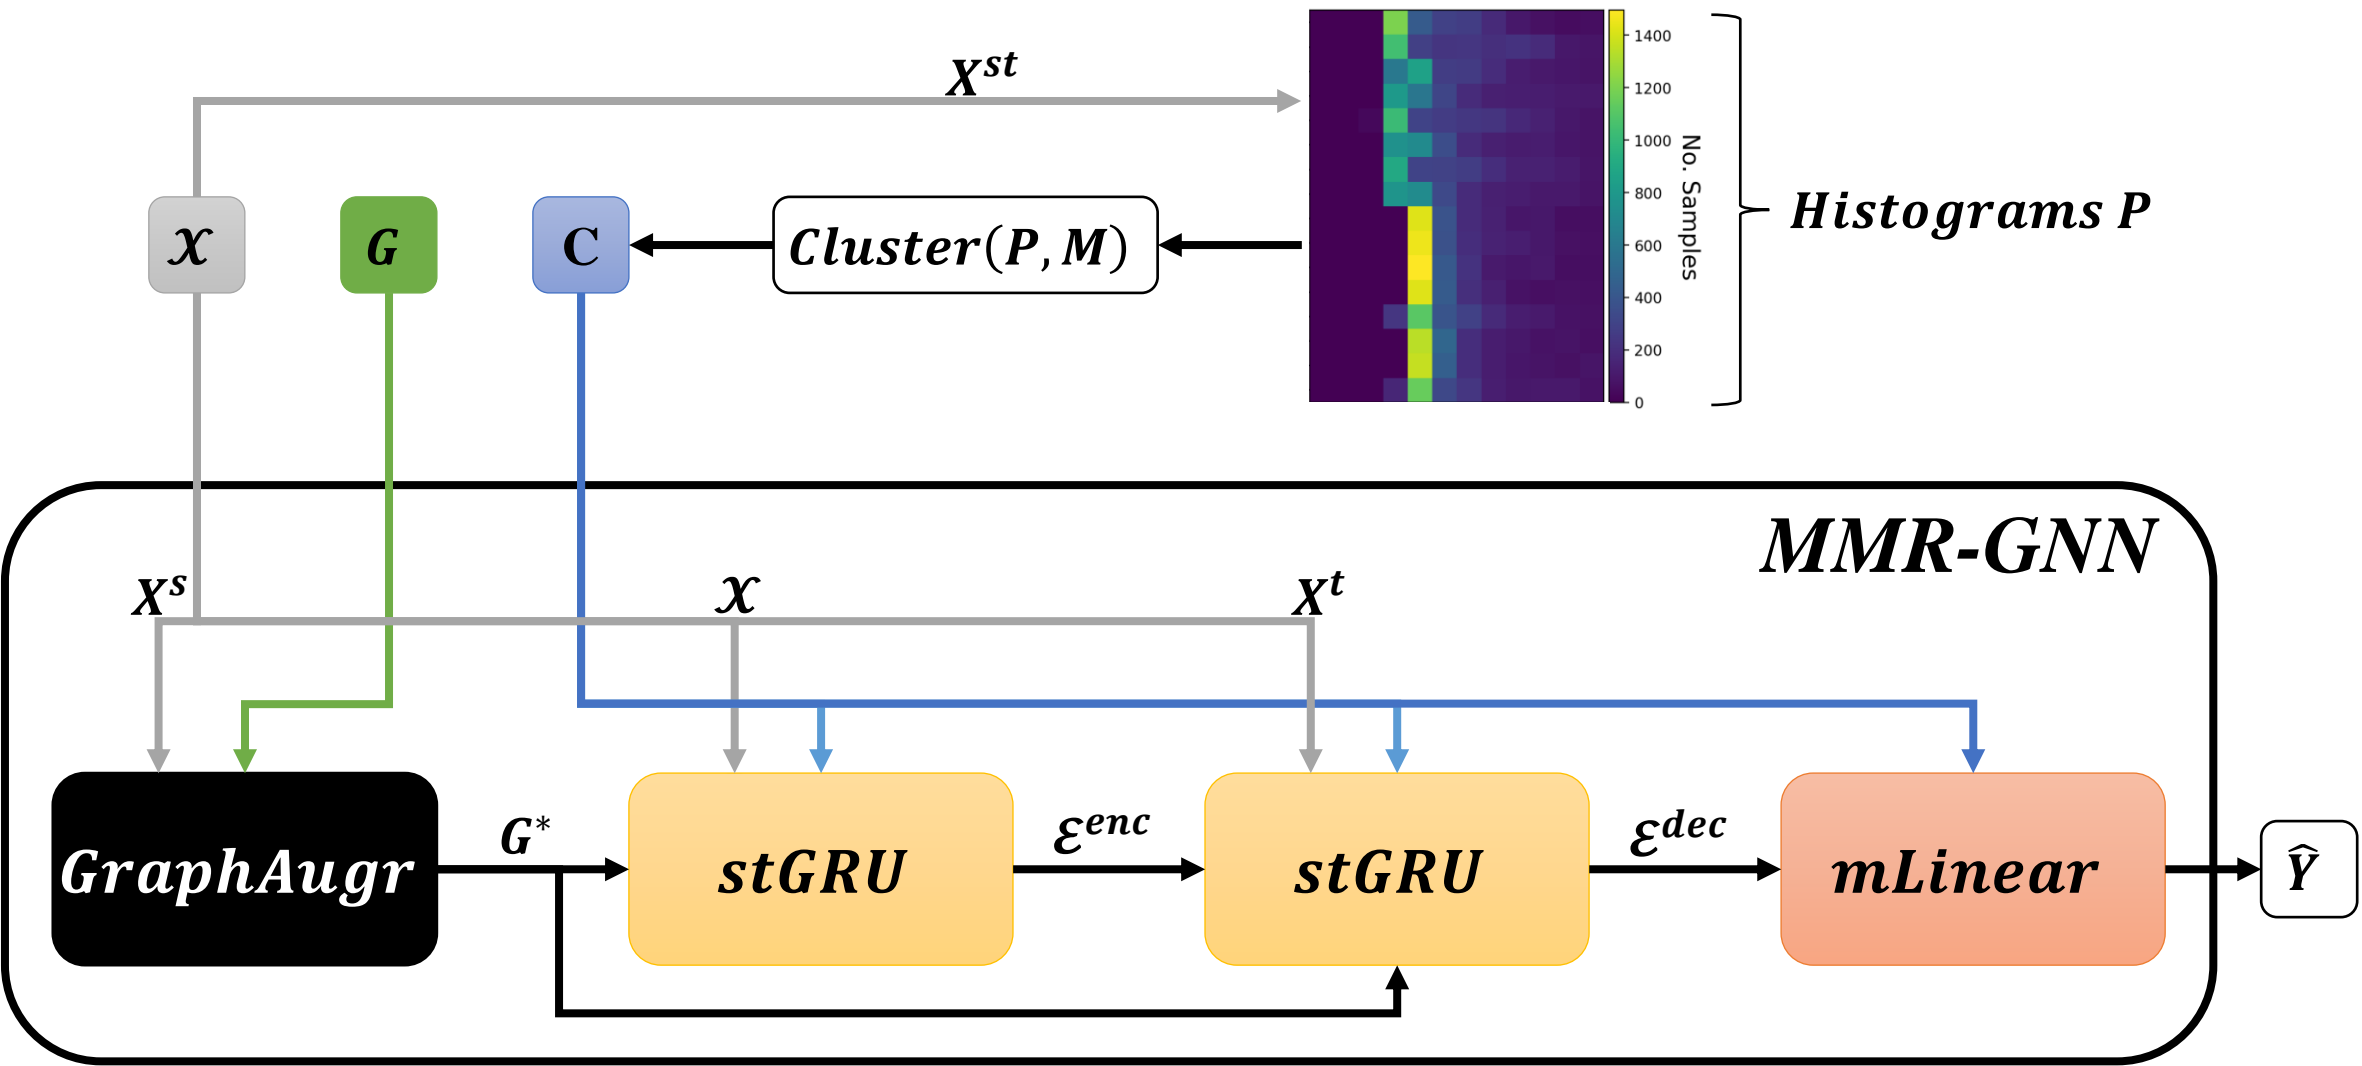 X^{st}
1400
1200
1000
800
600
400
200
0
No. Samples
Histograms P
𝒳
G
C
Cluster(P, M)
MMR-GNN
X^s
𝒳
X^t
GraphAugr
G*
stGRU
ℰ^{enc}
stGRU
ℰ^{dec}
mLinear
Ŷ